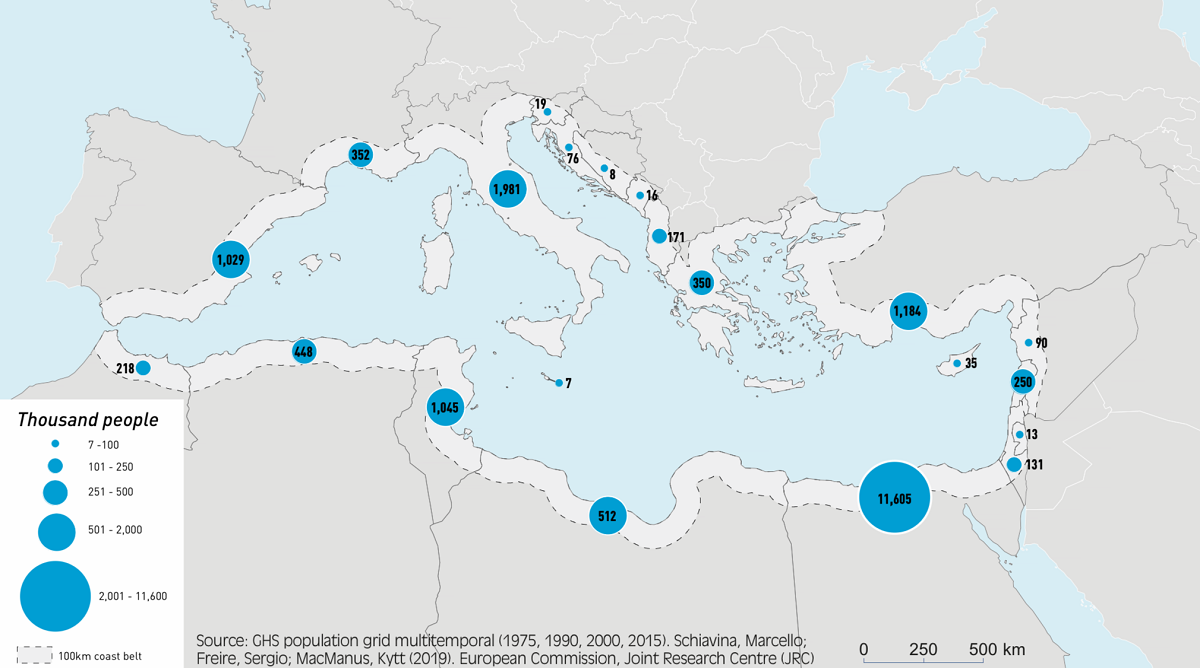 19
352
76
8
1,981
16
171
1,029
350
1,184
90
448
35
218
7
250
1,045
13
131
11,605
512
Thousand people
7 -100
101 - 250
251 - 500
501 - 2,000
2,001 - 11,600
100km coast belt
Source: GHS population grid multitemporal (1975, 1990, 2000, 2015). Schiavina, Marcello;
Freire, Sergio; MacManus, Kytt (2019). European Commission, Joint Research Centre (JRC)
0 250 500 km